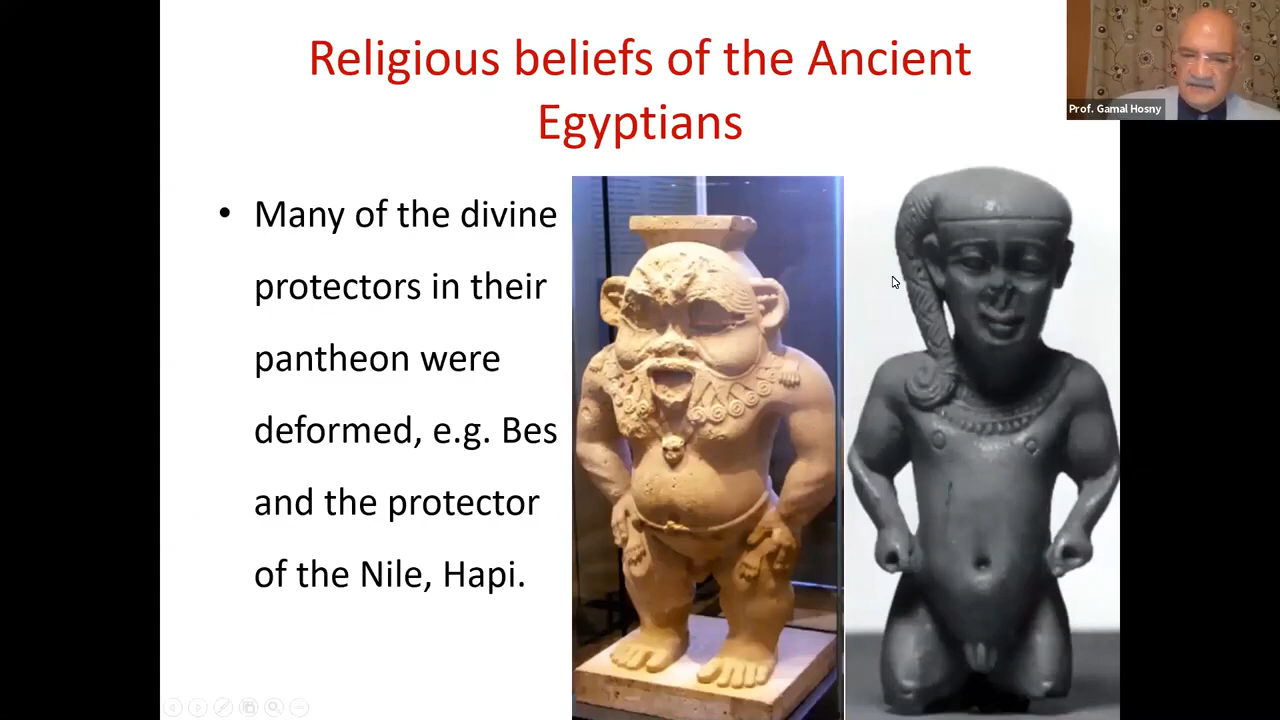 Religious beliefs of the Ancient
Egyptians
Prof. Gamal Hosny
• Many of the divine
protectors in their
pantheon were
deformed, e.g. Bes
and the protector
of the Nile, Hapi.